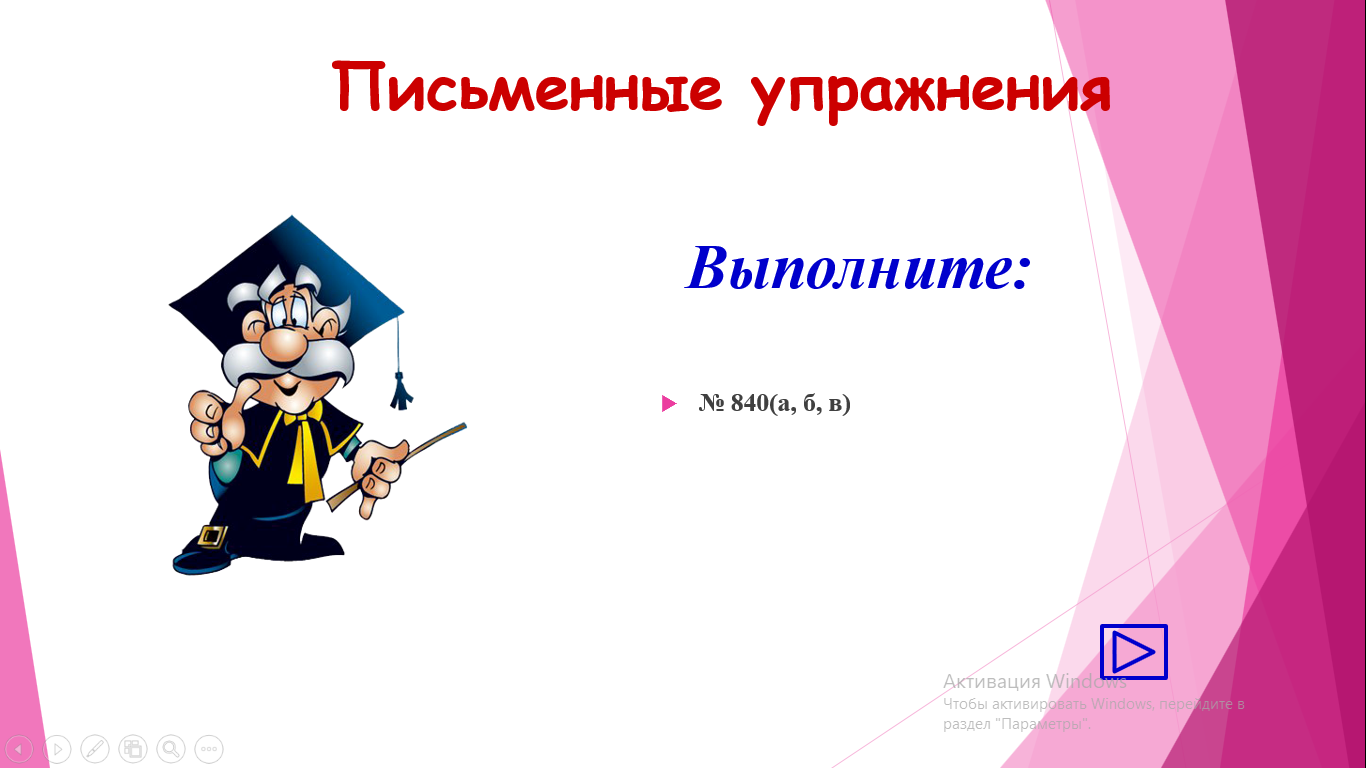 Письменные упражнения
Выполните:
№ 840(а, б, в)
Активация Windows
Чтобы активировать Windows, перейдите в
раздел "Параметры".